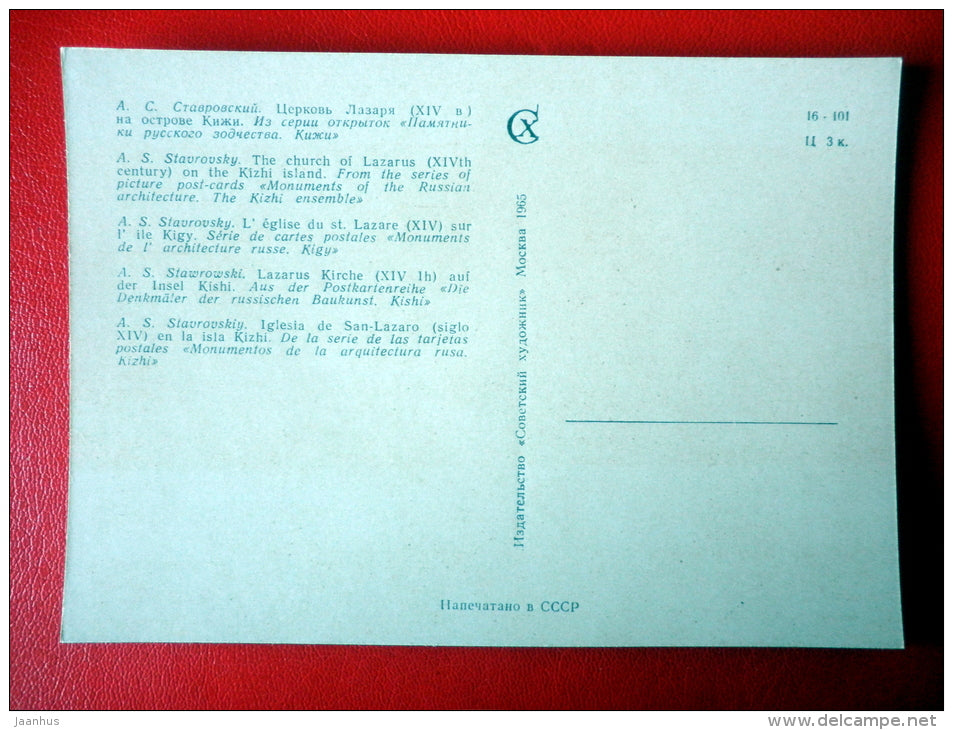 А. С. Ставровский. Церковь Лазаря (XIV в)
на острове Кижи. Из серии открыток «Памятни-
ки русского зодчества. Кижи»
A. S. Stavrovsky. The church of Lazarus (XIVth
century) on the Kizhi island. From the series of
picture post-cards «Monuments of the Russian
architecture. The Kizhi ensemble»
A. S. Stavrovsky. L' église du st. Lazare (XIV) sur
l' ile Kigy. Série de cartes postales «Monuments
de l' architecture russe. Kigy»
A. S. Stawrowski. Lazarus Kirche (XIV Ih) auf
der Insel Kishi. Aus der Postkartenreihe «Die
Denkmäler der russischen Baukunst. Kishi»
A. S. Stavrovskiy. Iglesia de San-Lazaro (siglo
XIV) en la isla Kizhi. De la serie de las tarjetas
postales «Monumentos de la arquitectura rusa.
Kizhi»
СХ
Издательство «Советский художник» Москва 1965
16 - 101
Ц 3 к.
Напечатано в СССР
jaanhus
www.delcampe.net